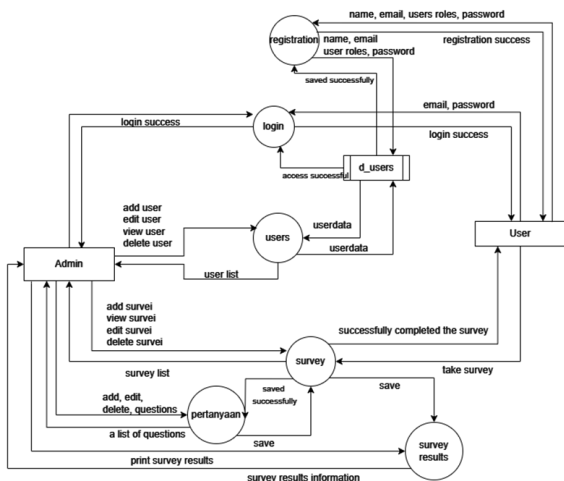 name, email, users roles, password
registration
name, email
user roles, password
registration success
saved successfully
email, password
login success
login
login success
access successful
d_users
add user
edit user
view user
delete user
userdata
users
userdata
User
Admin
user list
add survei
view survei
edit survei
delete survei
successfully completed the survey
survey
survey list
take survey
saved
successfully
save
add, edit,
delete, questions
pertanyaan
a list of questions
save
survey
results
print survey results
survey results information